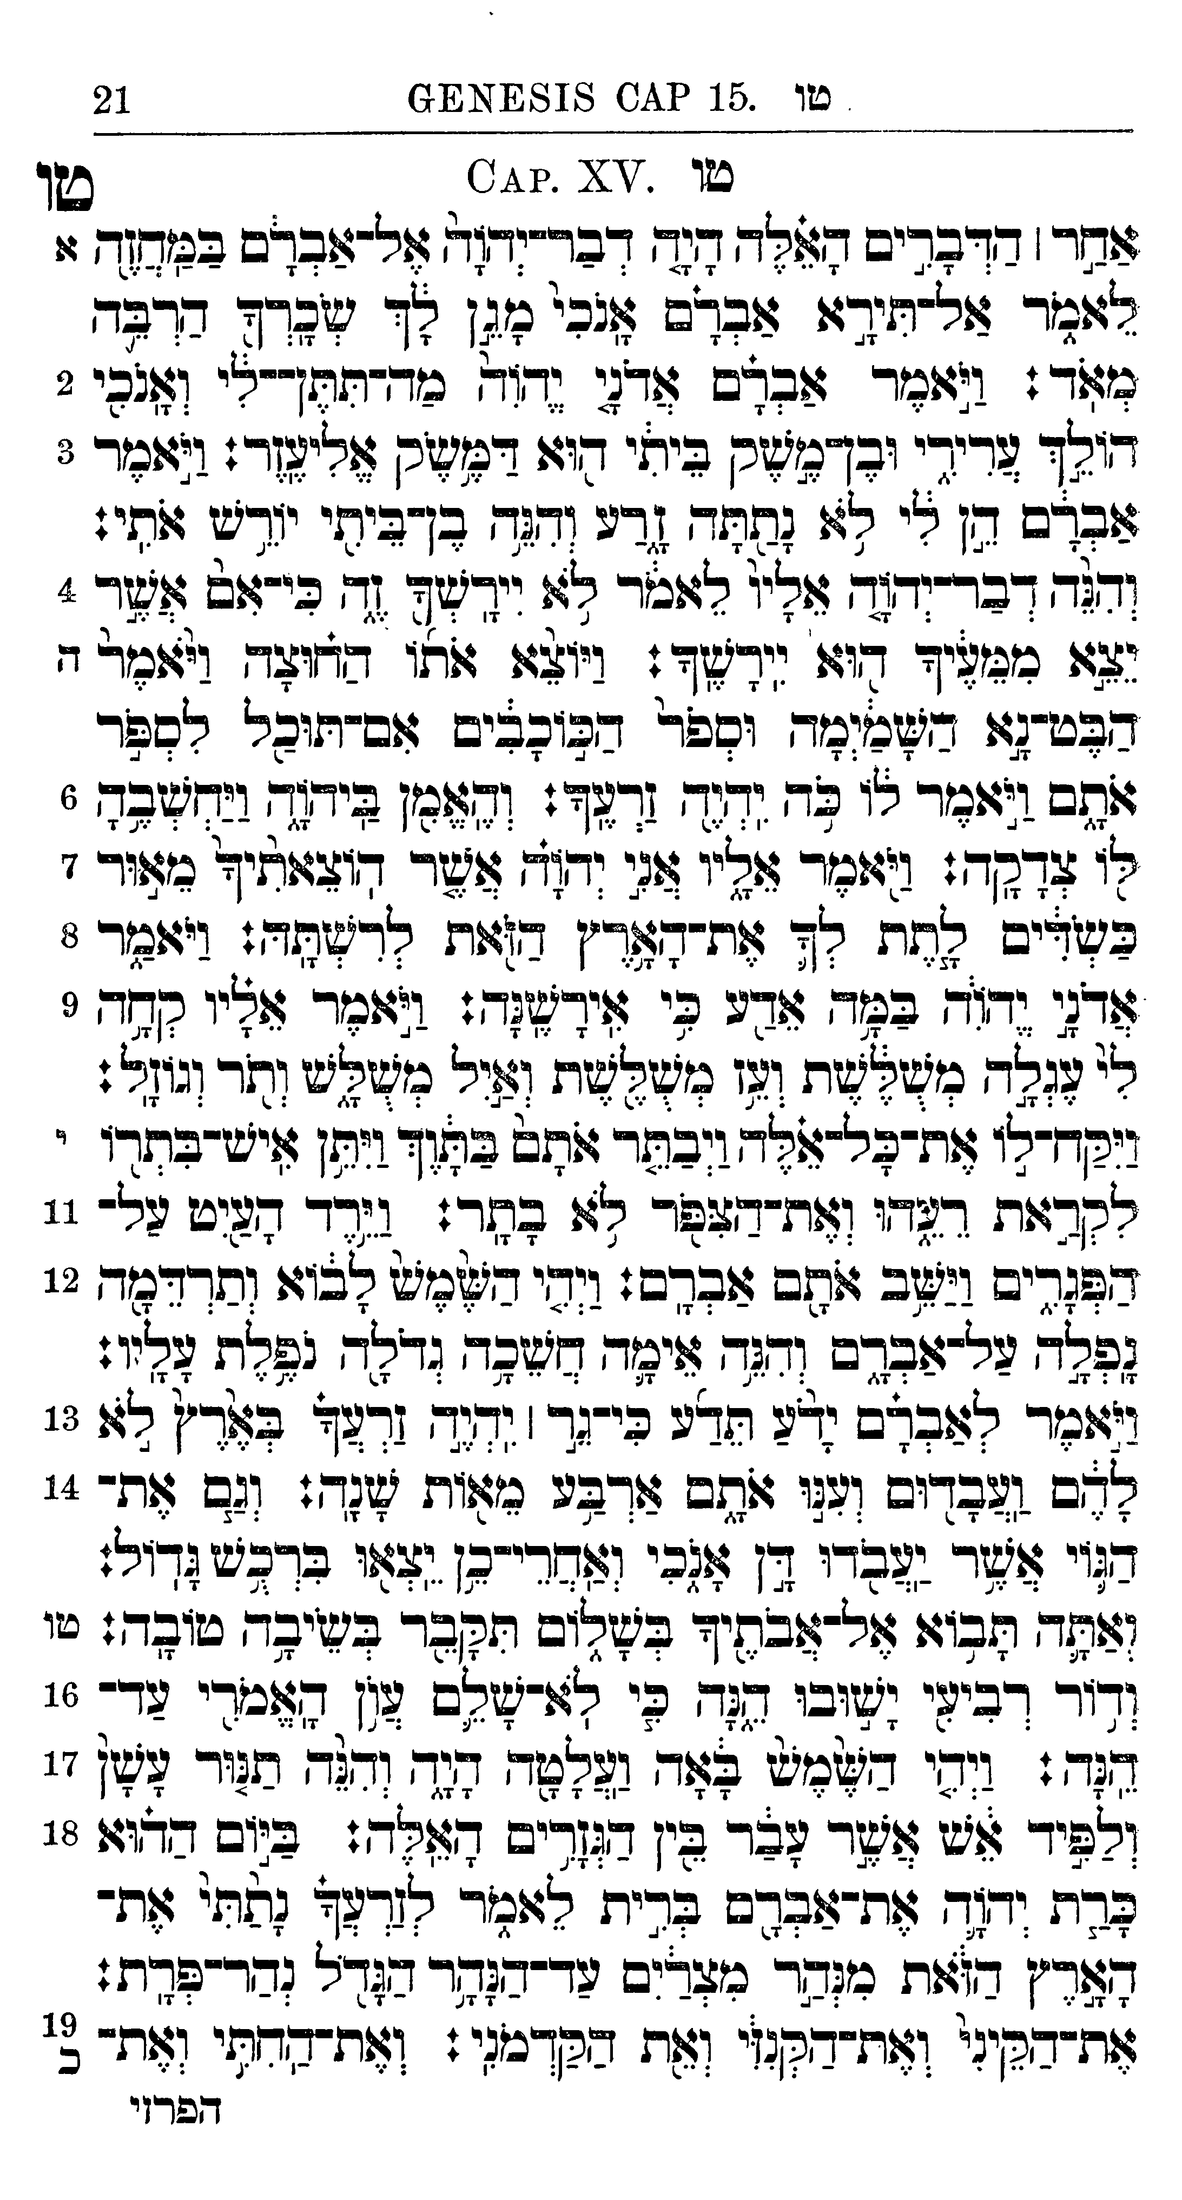 21 GENESIS CAP 15. טו
CAP. XV. טו
טו
אַחַ֣ר ׀ הַדְּבָרִ֣ים הָאֵ֗לֶּה הָיָ֤ה דְבַר־יְהוָֹה֙ אֶל־אַבְרָ֔ם בַּמַּֽחֲזֶ֖ה א
לֵאמֹ֑ר אַל־תִּירָ֣א אַבְרָ֗ם אָֽנֹכִי֙ מָגֵ֣ן לָ֔ךְ שְׂכָֽרְךָ֖ הַרְבֵּ֥ה
מְאֹֽד׃ וַיֹּ֣אמֶר אַבְרָ֗ם אֲדֹנָ֤י יֱהוִֹה֙ מַה־תִּתֶּן־־לִ֔י וְאָֽנֹכִ֖י 2
הוֹלֵ֣ךְ עֲרִירִ֑י וּבֶן־מֶ֣שֶׁק בֵּיתִ֔י ה֖וּא דַּמֶּ֥שֶׂק אֱלִיעֶֽזֶר׃ וַיֹּ֣אמֶר 3
אַבְרָ֔ם הֵ֣ן לִ֔י לֹ֥א נָתַ֖תָּה זָ֑רַע וְהִנֵּ֥ה בֶן־בֵּיתִ֖י יוֹרֵ֥שׁ אֹתִֽי׃
וְהִנֵּ֨ה דְבַר־יְהוָֹ֤ה אֵלָיו֙ לֵאמֹ֔ר לֹ֥א יִֽירָשְׁךָ֖ זֶ֑ה כִּי־אִם֙ אֲשֶׁ֣ר 4
יֵצֵ֣א מִמֵּעֶ֔יךָ ה֖וּא יִֽירָשֶֽׁךָ׃ וַיּוֹצֵ֨א אֹת֜וֹ הַח֗וּצָה וַיֹּ֨אמֶר֙ ה
הַבֶּט־נָ֣א הַשָּׁמַ֔יְמָה וּסְפֹר֙ הַכּ֣וֹכָבִ֔ים אִם־תּוּכַ֖ל לִסְפֹּ֣ר
אֹתָ֑ם וַיֹּ֣אמֶר ל֔וֹ כֹּ֥ה יִֽהְיֶ֖ה זַרְעֶֽךָ׃ וְהֶֽאֱמִ֖ן בַּֽיהוָֹ֑ה וַיַּחְשְׁבֶ֥הָ 6
לּ֖וֹ צְדָקָֽה׃ וַיֹּ֖אמֶר אֵלָ֑יו אֲנִ֣י יְהוָֹ֗ה אֲשֶׁ֤ר הֽוֹצֵאתִ֨יךָ֙ מֵא֣וּר 7
כַּשְׂדִּ֔ים לָ֧תֶת לְךָ֛ אֶת־הָאָ֥רֶץ הַזֹּ֖את לְרִשְׁתָּֽהּ׃ וַיֹּאמַ֑ר 8
אֲדֹנָ֣י יֱהוִֹ֔ה בַּמָּ֥ה אֵדַ֖ע כִּ֥י אִֽירָשֶֽׁנָּה׃ וַיֹּ֣אמֶר אֵלָ֗יו קְחָ֥ה 9
לִי֙ עֶגְלָ֣ה מְשֻׁלֶּ֔שֶׁת וְעֵ֥ז מְשֻׁלֶּ֖שֶׁת וְאַ֣יִל מְשֻׁלָּ֑שׁ וְתֹ֖ר וְגוֹזָֽל׃
וַיִּֽקַּח־ל֣וֹ אֶת־כָּל־אֵ֗לֶּה וַיְבַתֵּ֤ר אֹתָם֙ בַּתָּ֔וֶךְ וַיִּתֵּ֥ן אִֽישׁ־בִּתְר֖וֹ י
לִקְרַ֣את רֵעֵ֑הוּ וְאֶת־הַצִּפֹּ֖ר לֹ֥א בָתָֽר׃ וַיֵּ֥רֶד הָעַ֖יִט עַל־ 11
הַפְּגָרִ֑ים וַיַּשֵּׁ֥ב אֹתָ֖ם אַבְרָֽם׃ וַיְהִ֤י הַשֶּׁ֨מֶשׁ֙ לָב֔וֹא וְתַרְדֵּמָ֖ה 12
נָֽפְלָ֣ה עַל־אַבְרָ֑ם וְהִנֵּ֥ה אֵימָ֛ה חֲשֵׁכָ֥ה גְדֹלָ֖ה נֹפֶ֥לֶת עָלָֽיו׃
וַיֹּ֣אמֶר לְאַבְרָ֗ם יָדֹ֨עַ תֵּדַ֜ע כִּי־גֵ֣ר ׀ יִֽהְיֶ֣ה זַרְעֲךָ֗ בְּאֶ֨רֶץ֙ לֹ֣א 13
לָהֶ֔ם וַֽעֲבָד֖וּם וְעִנּ֣וּ אֹתָ֑ם אַרְבַּ֥ע מֵא֖וֹת שָׁנָֽה׃ וְגַ֧ם אֶת־ 14
הַגּ֛וֹי אֲשֶׁ֥ר יַֽעֲבֹ֖דוּ דָּ֣ן אָנֹ֑כִי וְאַֽחֲרֵי־כֵ֥ן יֵֽצְא֖וּ בִּרְכֻ֥שׁ גָּדֽוֹל׃
וְאַתָּ֛ה תָּב֥וֹא אֶל־אֲבֹתֶ֖יךָ בְּשָׁל֑וֹם תִּקָּבֵ֖ר בְּשֵׂיבָ֥ה טוֹבָֽה׃ טו
וְד֥וֹר רְבִיעִ֖י יָשׁ֣וּבוּ הֵ֑נָּה כִּ֧י לֹֽא־שָׁלֵ֛ם עֲוֹ֥ן הָֽאֱמֹרִ֖י עַד־ 16
הֵֽנָּה׃ וַיְהִ֤י הַשֶּׁ֨מֶשׁ֙ בָּ֔אָה וַֽעֲלָטָ֖ה הָיָ֑ה וְהִנֵּ֨ה תַנּ֤וּר עָשָׁן֙ 17
וְלַפִּ֣יד אֵ֔שׁ אֲשֶׁ֣ר עָבַ֔ר בֵּ֖ין הַגְּזָרִ֥ים הָאֵֽלֶּה׃ בַּיּ֣וֹם הַה֗וּא 18
כָּרַ֧ת יְהוָֹ֛ה אֶת־אַבְרָ֖ם בְּרִ֣ית לֵאמֹ֑ר לְזַרְעֲךָ֗ נָתַ֨תִּי֙ אֶת־
הָאָ֣רֶץ הַזֹּ֔את מִנְּהַ֣ר מִצְרַ֔יִם עַד־הַנָּהָ֥ר הַגָּדֹ֖ל נְהַר־פְּרָֽת׃
אֶת־הַקֵּינִי֙ וְאֶת־הַקְּנִזִּ֔י וְאֵ֖ת הַקַּדְמֹנִֽי׃ וְאֶת־הַֽחִתִּ֥י וְאֶת־ 19 כ
הפרזי